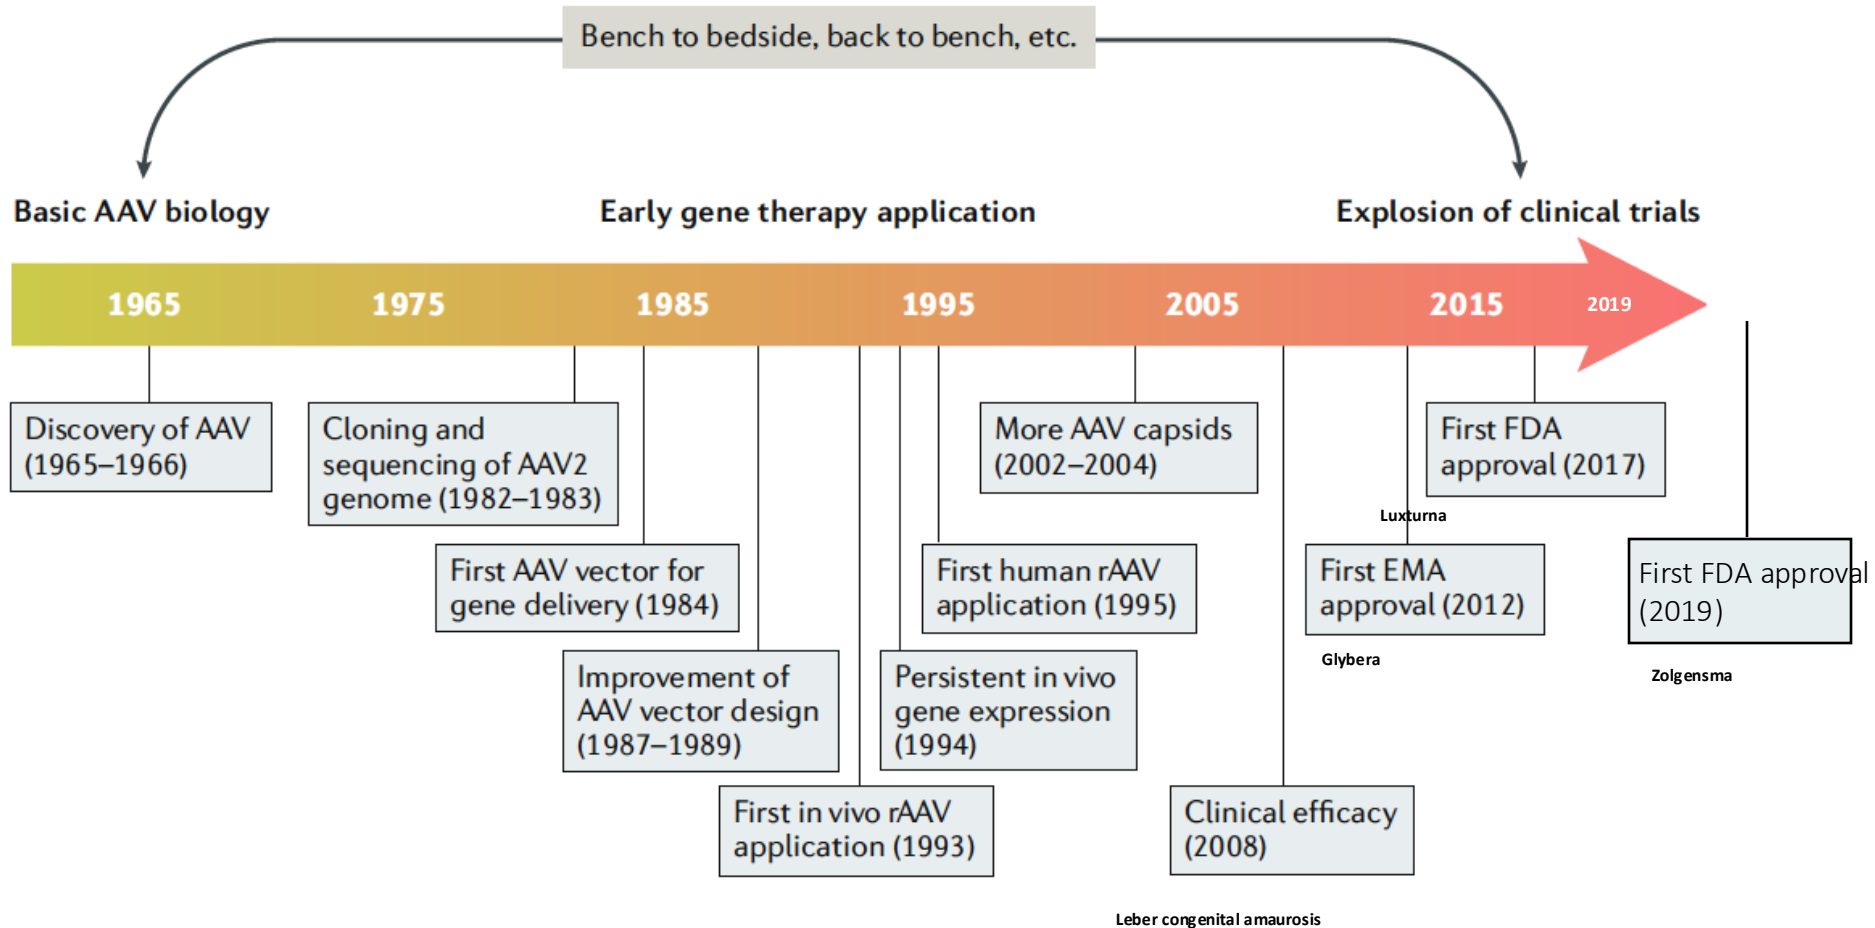 Bench to bedside, back to bench, etc.
Basic AAV biology
Early gene therapy application
Explosion of clinical trials
1965
1975
1985
1995
2005
2015
2019
Discovery of AAV
(1965–1966)
Cloning and
sequencing of AAV2
genome (1982–1983)
More AAV capsids
(2002–2004)
First FDA
approval (2017)
Luxturna
First AAV vector for
gene delivery (1984)
First human rAAV
application (1995)
First EMA
approval (2012)
Glybera
First FDA approval
(2019)
Zolgensma
Improvement of
AAV vector design
(1987–1989)
Persistent in vivo
gene expression
(1994)
First in vivo rAAV
application (1993)
Clinical efficacy
(2008)
Leber congenital amaurosis